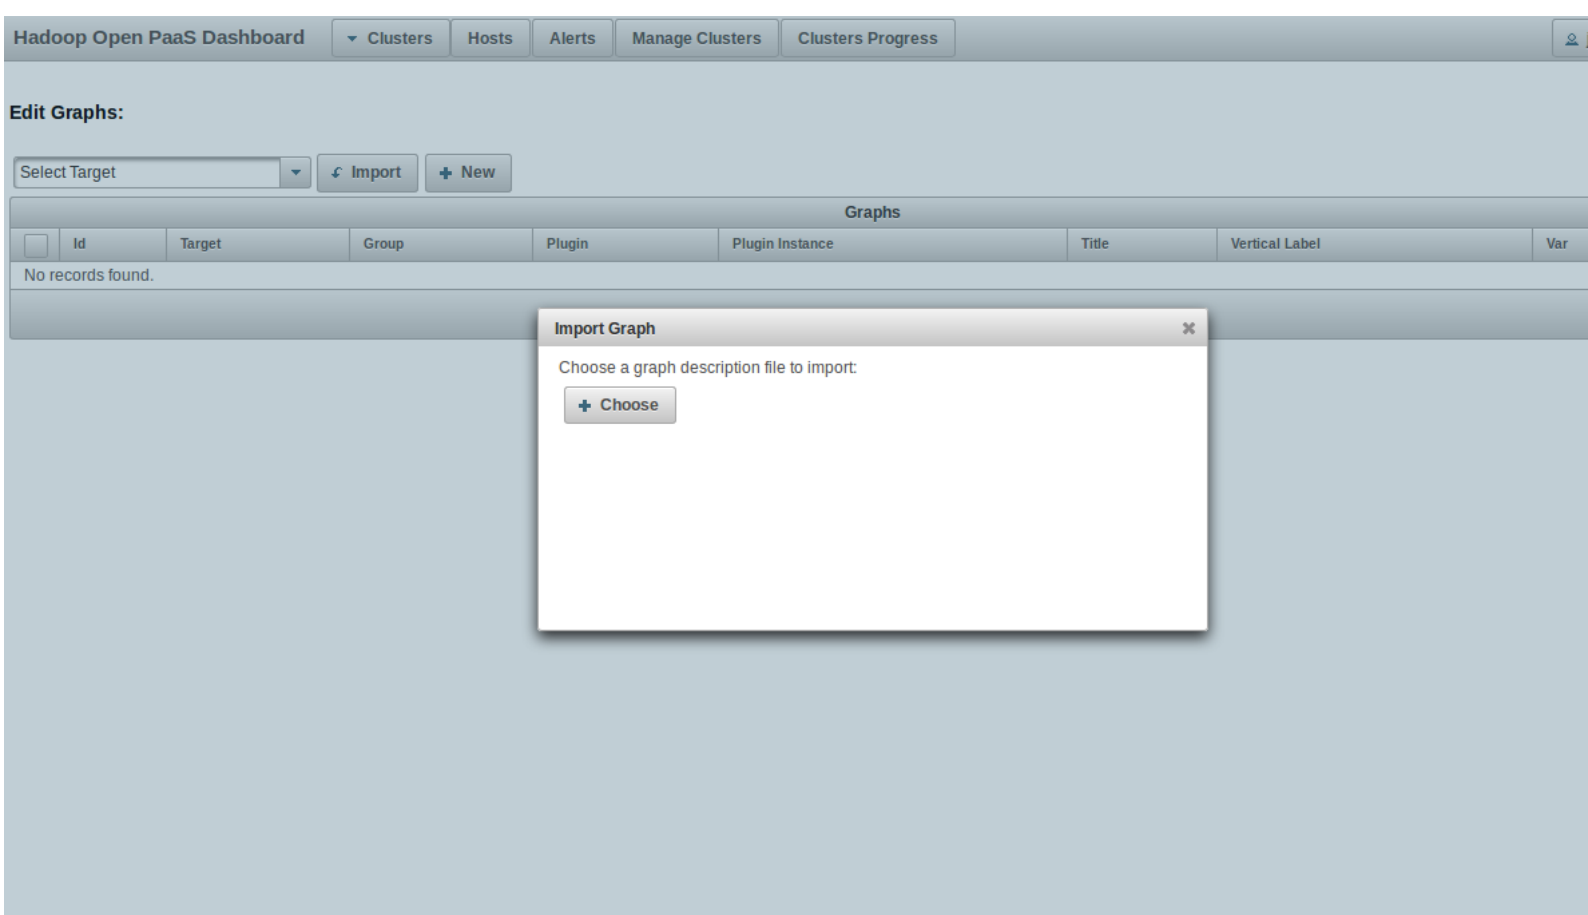 Hadoop Open PaaS Dashboard Clusters Hosts Alerts Manage Clusters Clusters Progress
Edit Graphs:
Select Target Import New
Graphs
Id Target Group Plugin Plugin Instance Title Vertical Label Var
No records found.
Import Graph
Choose a graph description file to import:
Choose